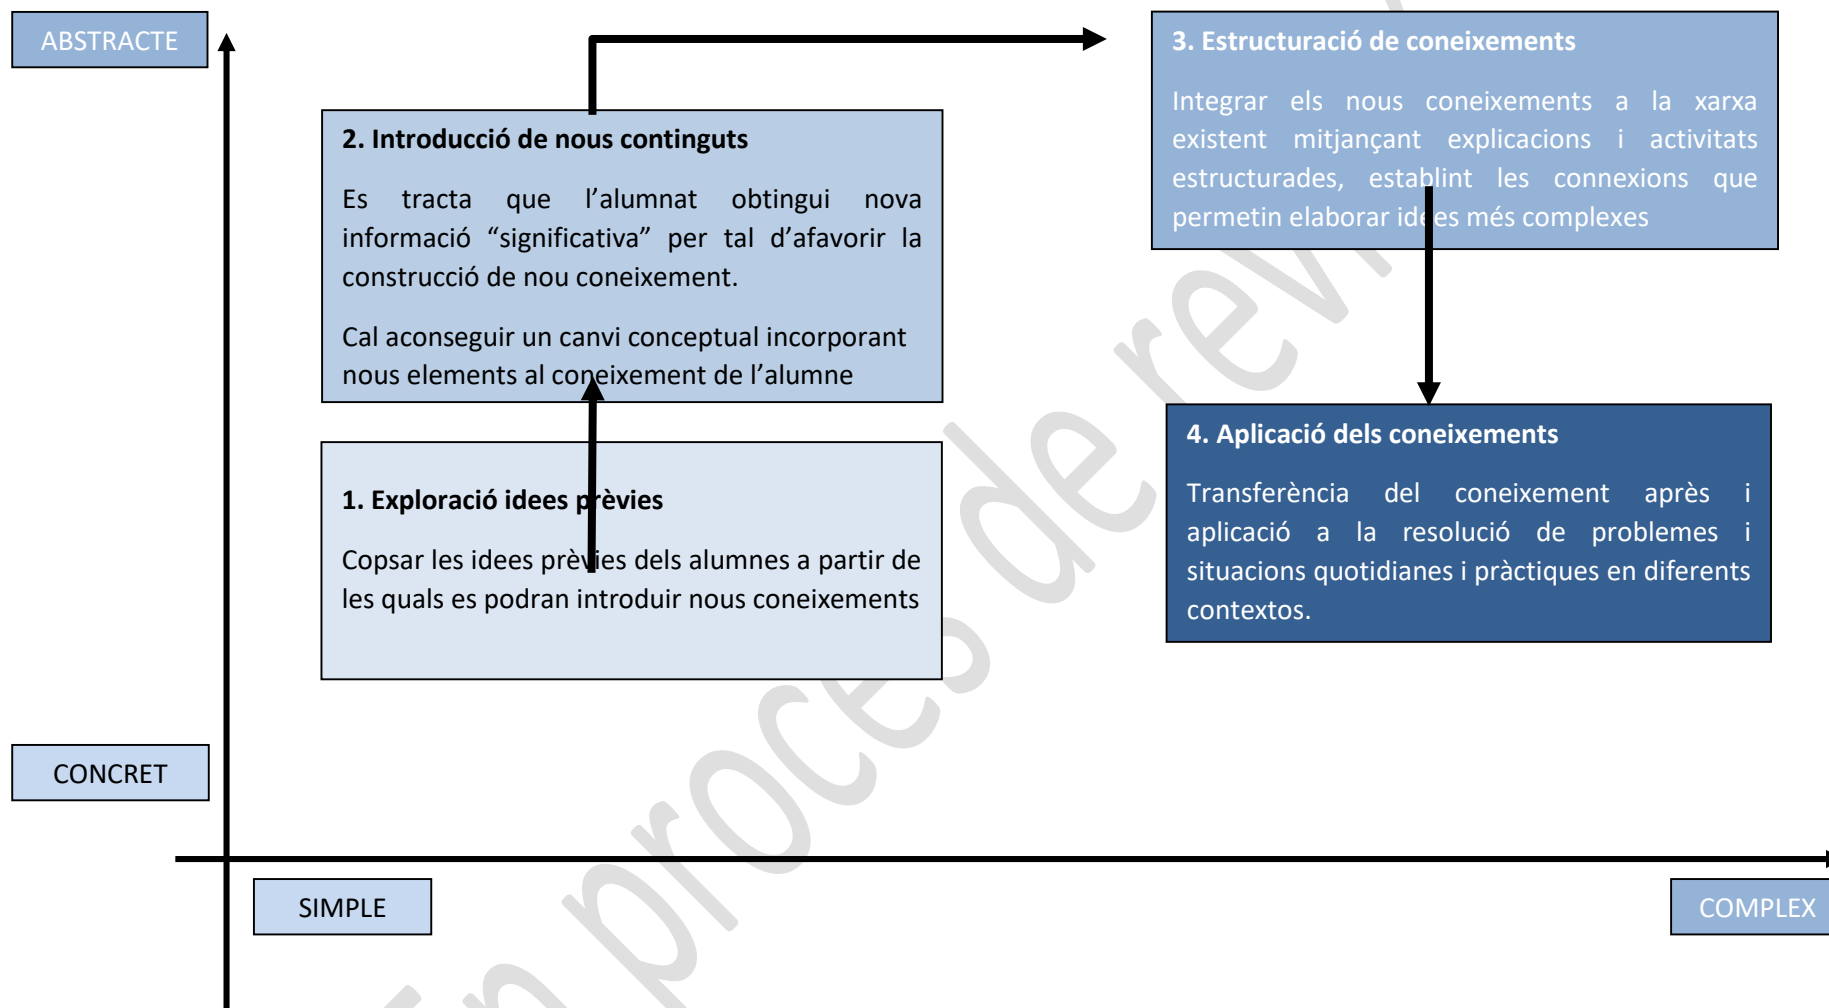 ABSTRACTE
2. Introducció de nous continguts
Es tracta que l’alumnat obtingui nova
informació “significativa” per tal d’afavorir la
construcció de nou coneixement.
Cal aconseguir un canvi conceptual incorporant
nous elements al coneixement de l’alumne
1. Exploració idees prèvies
Copsar les idees prèvies dels alumnes a partir de
les quals es podran introduir nous coneixements
3. Estructuració de coneixements
Integrar els nous coneixements a la xarxa
existent mitjançant explicacions i activitats
estructurades, establint les connexions que
permetin elaborar idees més complexes
4. Aplicació dels coneixements
Transferència del coneixement après i
aplicació a la resolució de problemes i
situacions quotidianes i pràctiques en diferents
contextos.
CONCRET
SIMPLE
COMPLEX
En procés de